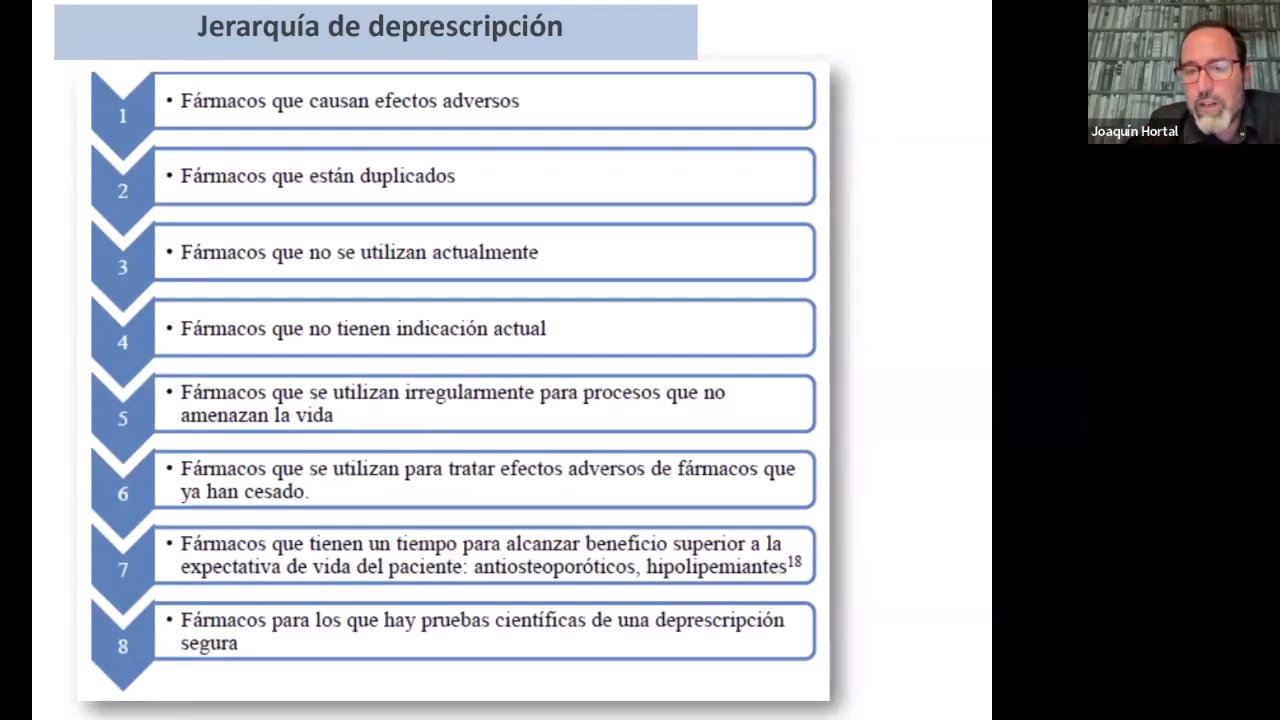 Jerarquía de deprescripción
1
• Fármacos que causan efectos adversos
2
• Fármacos que están duplicados
3
• Fármacos que no se utilizan actualmente
4
• Fármacos que no tienen indicación actual
5
• Fármacos que se utilizan irregularmente para procesos que no
amenazan la vida
6
• Fármacos que se utilizan para tratar efectos adversos de fármacos que
ya han cesado.
7
• Fármacos que tienen un tiempo para alcanzar beneficio superior a la
expectativa de vida del paciente: antiosteoporóticos, hipolipemiantes18
8
• Fármacos para los que hay pruebas científicas de una deprescripción
segura
Joaquín Hortal